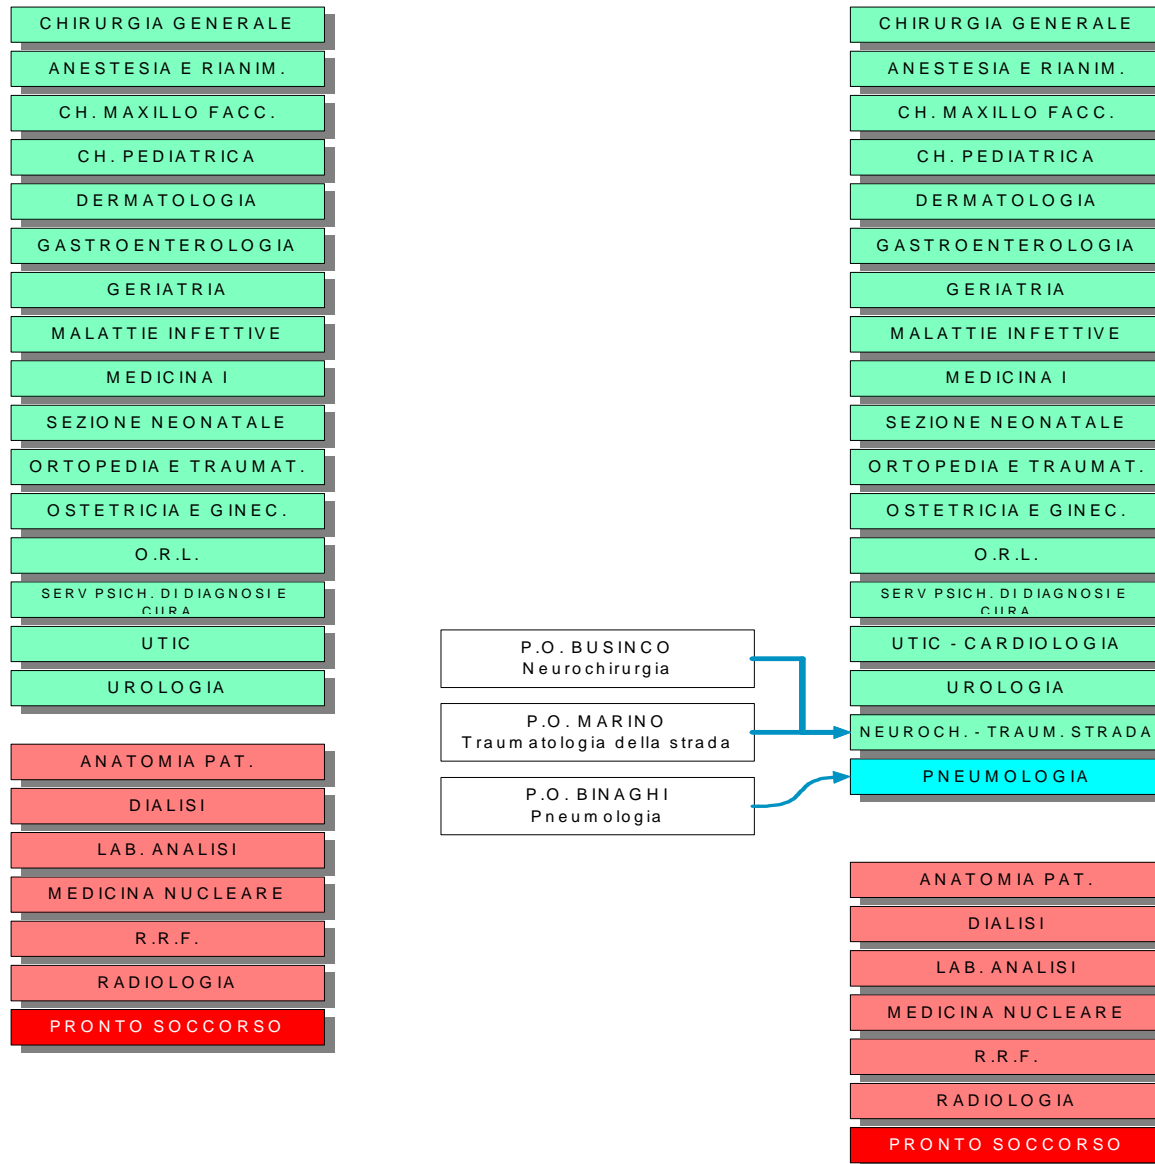 CHIRURGIA GENERALE
ANESTESIA E RIANIM.
CH. MAXILLO FACC.
CH. PEDIATRICA
DERMATOLOGIA
GASTROENTEROLOGIA
GERIATRIA
MALATTIE INFETTIVE
MEDICINA I
SEZIONE NEONATALE
ORTOPEDIA E TRAUMAT.
OSTETRICIA E GINEC.
O.R.L.
SERV PSICH. DI DIAGNOSI E
CURA
UTIC
UROLOGIA
ANATOMIA PAT.
DIALISI
LAB. ANALISI
MEDICINA NUCLEARE
R.R.F.
RADIOLOGIA
PRONTO SOCCORSO
P.O. BUSINCO
Neurochirurgia
P.O. MARINO
Traumatologia della strada
P.O. BINAGHI
Pneumologia
CHIRURGIA GENERALE
ANESTESIA E RIANIM.
CH. MAXILLO FACC.
CH. PEDIATRICA
DERMATOLOGIA
GASTROENTEROLOGIA
GERIATRIA
MALATTIE INFETTIVE
MEDICINA I
SEZIONE NEONATALE
ORTOPEDIA E TRAUMAT.
OSTETRICIA E GINEC.
O.R.L.
SERV PSICH. DI DIAGNOSI E
CURA
UTIC - CARDIOLOGIA
UROLOGIA
NEUROCH. - TRAUM. STRADA
PNEUMOLOGIA
ANATOMIA PAT.
DIALISI
LAB. ANALISI
MEDICINA NUCLEARE
R.R.F.
RADIOLOGIA
PRONTO SOCCORSO